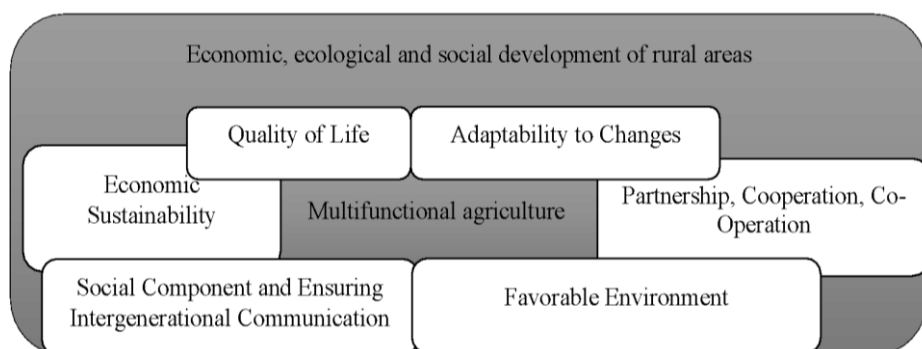 Economic, ecological and social development of rural areas
Quality of Life
Adaptability to Changes
Economic
Sustainability
Multifunctional agriculture
Partnership, Cooperation, Co-
Operation
Social Component and Ensuring
Intergenerational Communication
Favorable Environment